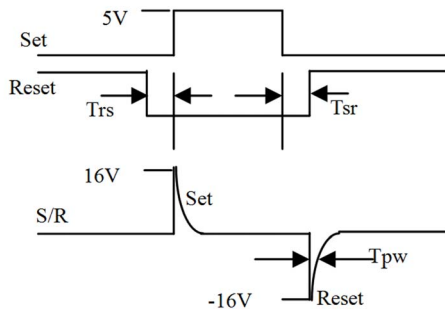 5V
Set
Reset
Trs
Tsr
16V
Set
S/R
Tpw
-16V
Reset